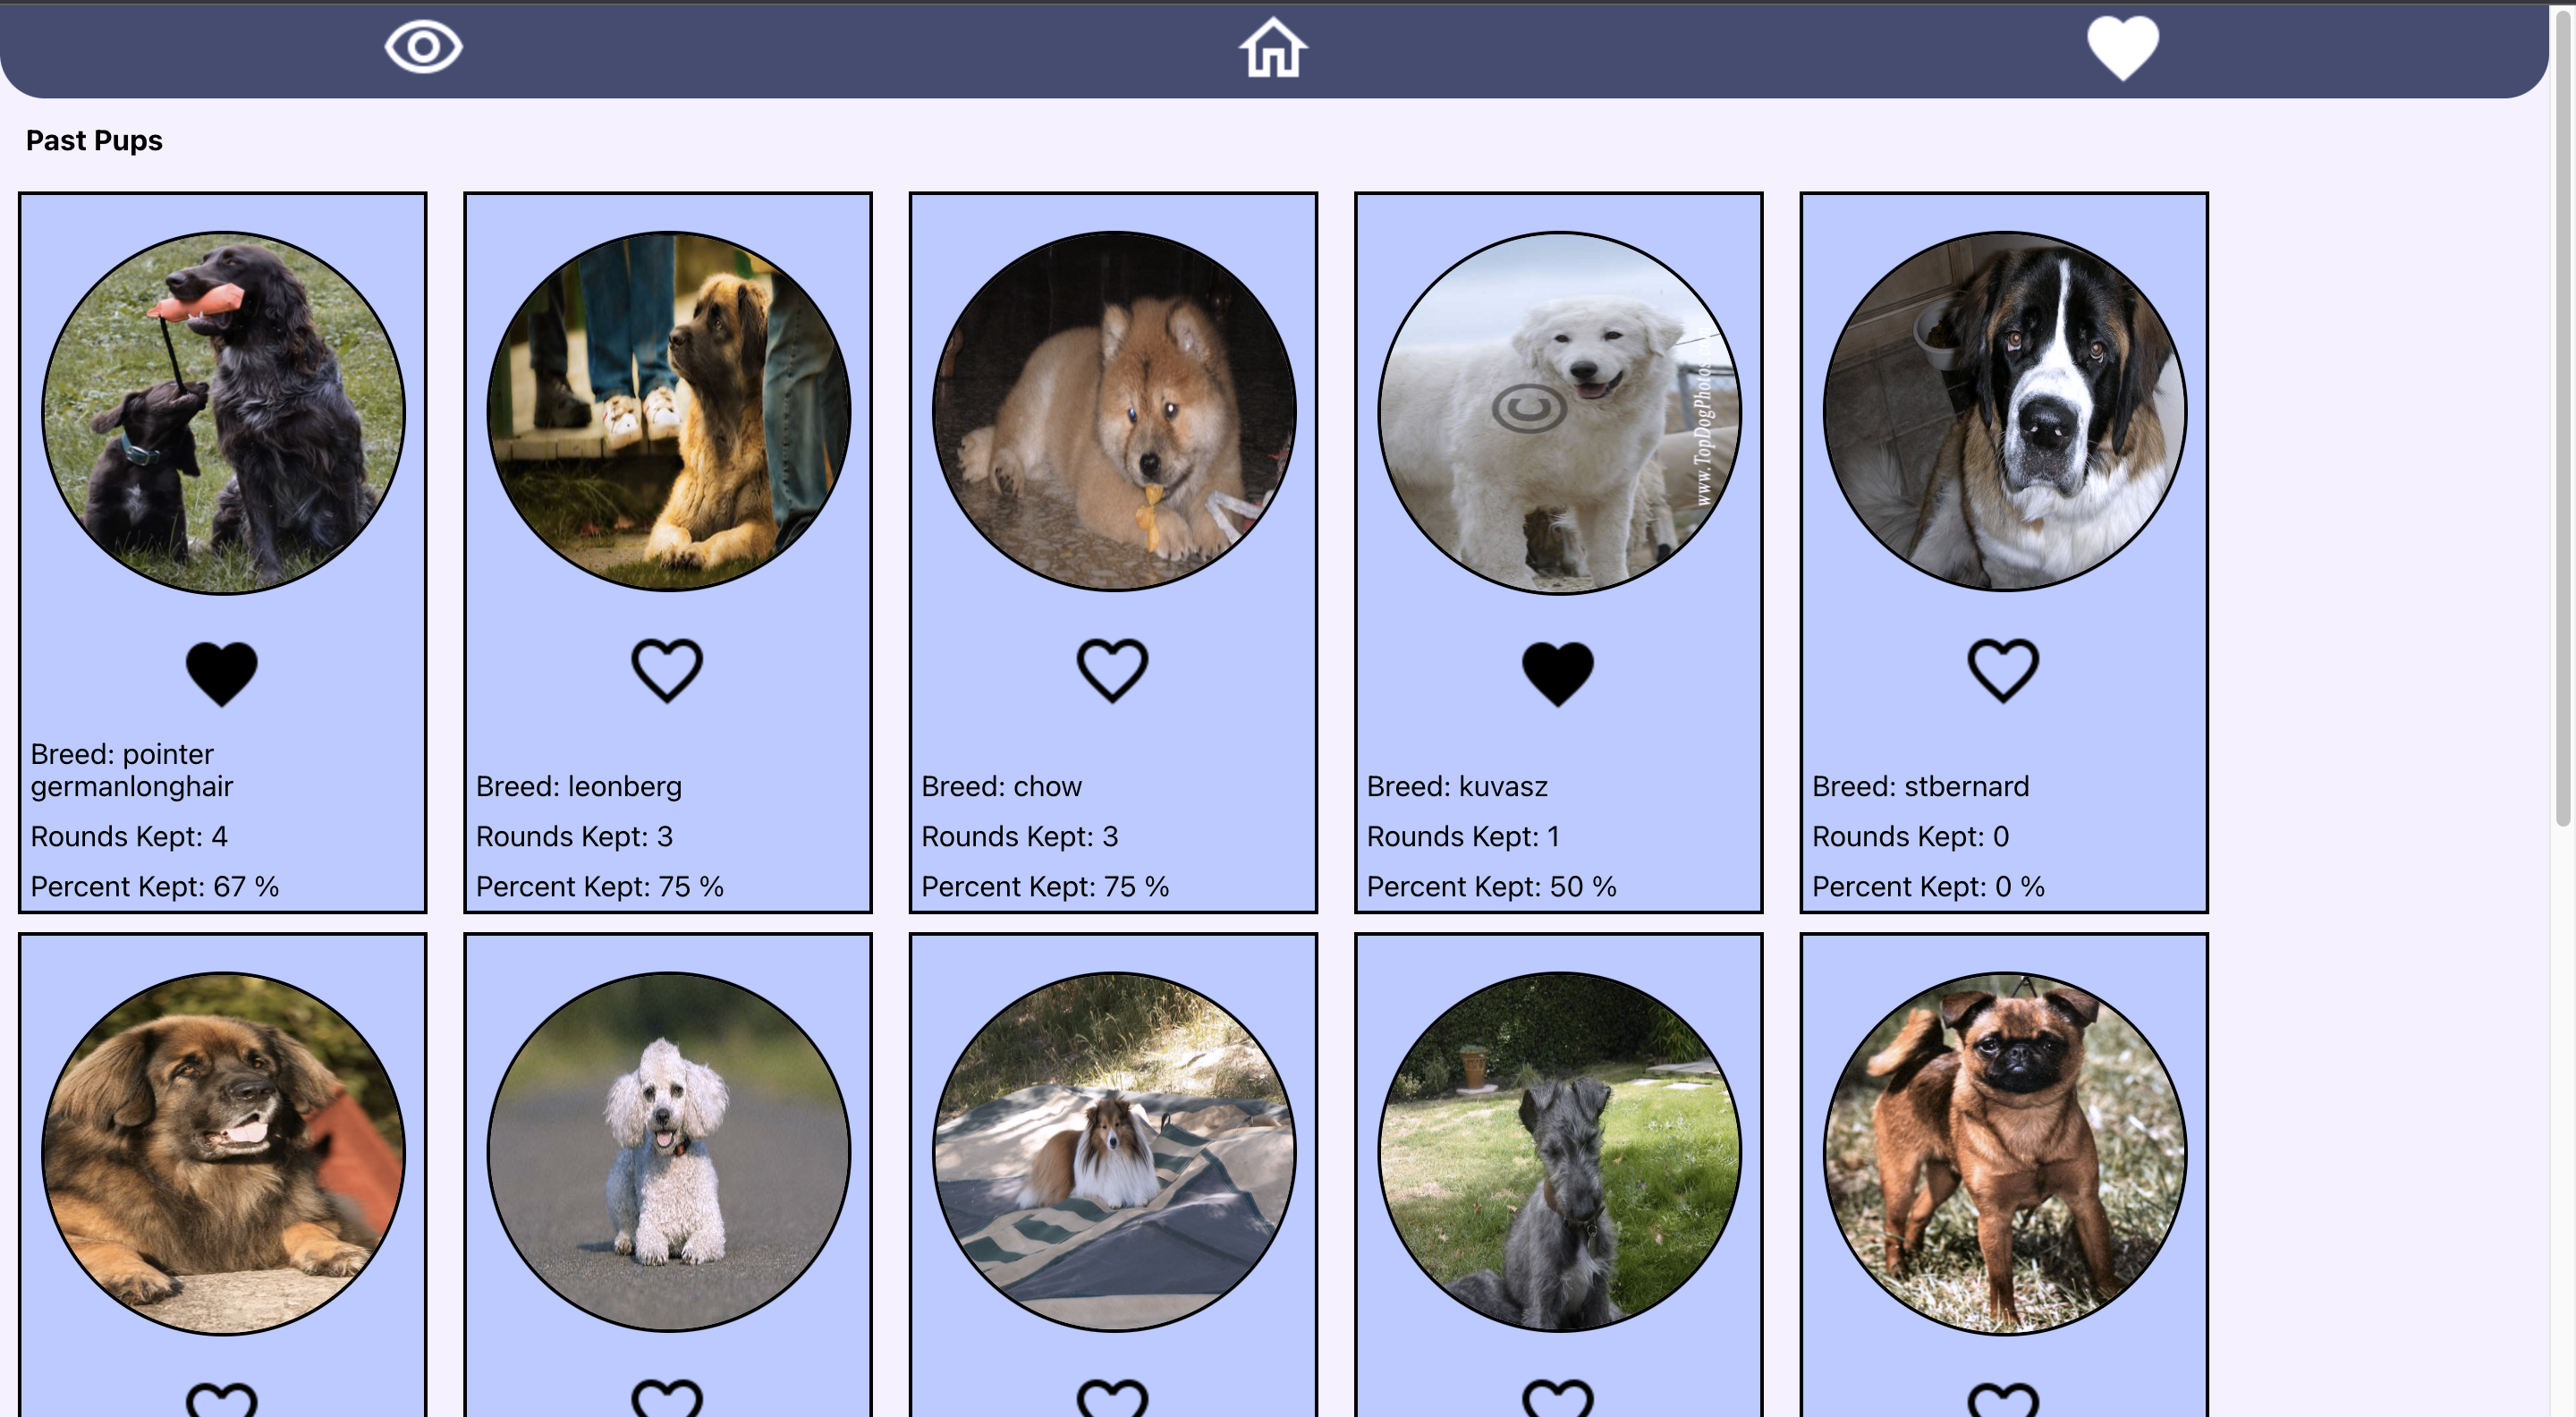 Past Pups
www.TopDogPhotos.com
©
Breed: pointer
germanlonghair
Rounds Kept: 4
Percent Kept: 67 %
Breed: leonberg
Rounds Kept: 3
Percent Kept: 75 %
Breed: chow
Rounds Kept: 3
Percent Kept: 75 %
Breed: kuvasz
Rounds Kept: 1
Percent Kept: 50 %
Breed: stbernard
Rounds Kept: 0
Percent Kept: 0 %